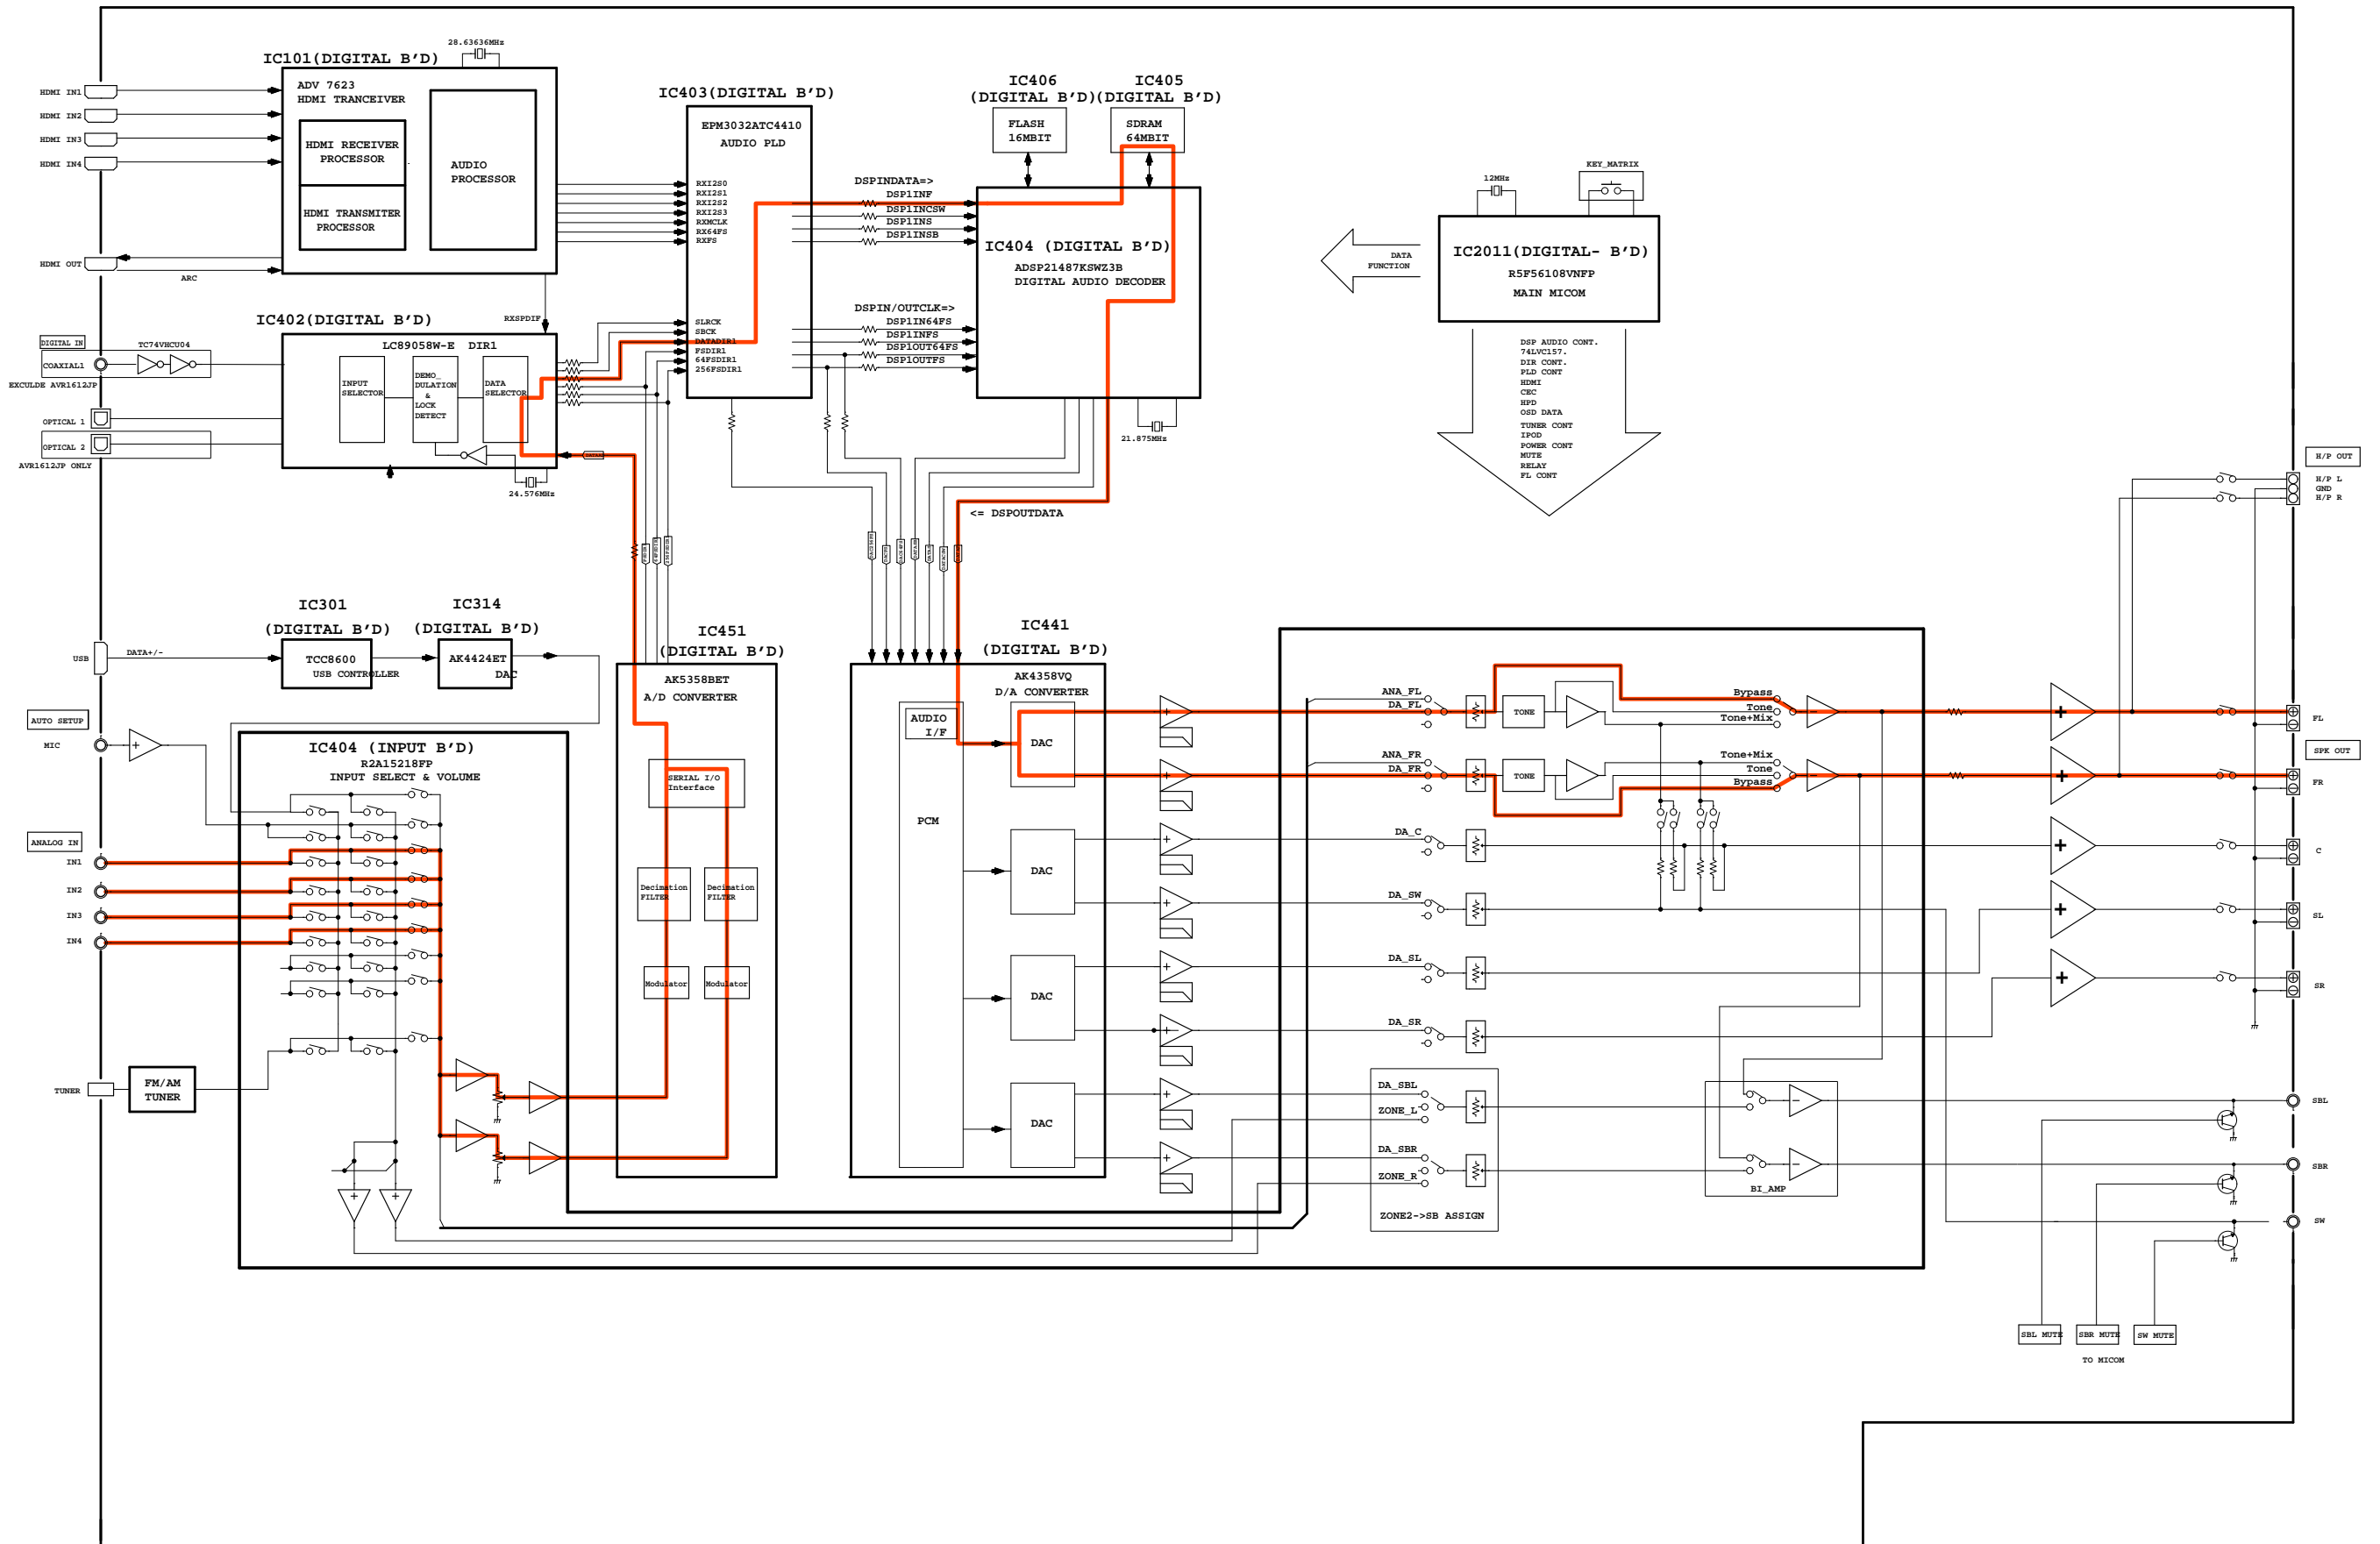 28.63636MHz
IC101(DIGITAL B'D)
ADV 7623
HDMI TRANCEIVER
HDMI RECEIVER
PROCESSOR
HDMI TRANSMITER
PROCESSOR
AUDIO
PROCESSOR
HDMI IN1
HDMI IN2
HDMI IN3
HDMI IN4
HDMI OUT
ARC
IC403(DIGITAL B'D)
EPM3032ATC4410
AUDIO PLD
RXI2S0
RXI2S1
RXI2S2
RXI2S3
RXMCLK
RX64FS
RXFS
SLRCK
SBCK
DATADIR1
FSDIR1
64FSDIR1
256FSDIR1
IC406
(DIGITAL B'D)
FLASH
16MBIT
IC405
(DIGITAL B'D)
SDRAM
64MBIT
DSPINDATA=>
DSP1INF
DSP1INCSW
DSP1INS
DSP1INSB
IC404 (DIGITAL B'D)
ADSP21487KSWZ3B
DIGITAL AUDIO DECODER
DSPIN/OUTCLK=>
DSP1IN64FS
DSP1INFS
DSP1OUT64FS
DSP1OUTFS
21.875MHz
<= DSPOUTDATA
12MHz
KEY_MATRIX
IC2011(DIGITAL- B'D)
R5F56108VNFP
MAIN MICOM
DATA
FUNCTION
DSP AUDIO CONT.
74LVC157.
DIR CONT.
PLD CONT
HDMI
CEC
HPD
OSD DATA
TUNER CONT
IPOD
POWER CONT
MUTE
RELAY
FL CONT
RXSPDIF
IC402(DIGITAL B'D)
LC89058W-E DIR1
INPUT
SELECTOR
DEMO_
DULATION
&
LOCK
DETECT
DATA
SELECTOR
24.576MHz
DIGITAL IN
TC74VHCU04
COAXIAL1
EXCULDE AVR1612JP
OPTICAL 1
OPTICAL 2
AVR1612JP ONLY
H/P OUT
H/P L
GND
H/P R
IC301
(DIGITAL B'D)
TCC8600
USB CONTROLLER
IC314
(DIGITAL B'D)
AK4424ET
DAC
USB
DATA+/-
AUTO SETUP
MIC
IC404 (INPUT B'D)
R2A15218FP
INPUT SELECT & VOLUME
ANALOG IN
IN1
IN2
IN3
IN4
TUNER
FM/AM
TUNER
IC451
(DIGITAL B'D)
AK5358BET
A/D CONVERTER
SERIAL I/O
Interface
Decimation
FILTER
Decimation
FILTER
Modulator
Modulator
IC441
(DIGITAL B'D)
AK4358VQ
D/A CONVERTER
AUDIO
I/F
PCM
DAC
DAC
DAC
DAC
ANA_FL
DA_FL
TONE
Bypass
Tone
Tone+Mix
ANA_FR
DA_FR
TONE
Tone+Mix
Tone
Bypass
DA_C
DA_SW
DA_SL
DA_SR
DA_SBL
ZONE_L
DA_SBR
ZONE_R
ZONE2->SB ASSIGN
BI_AMP
FL
SPK OUT
FR
C
SL
SR
SBL
SBR
SW
SBL MUTE
SBR MUTE
SW MUTE
TO MICOM